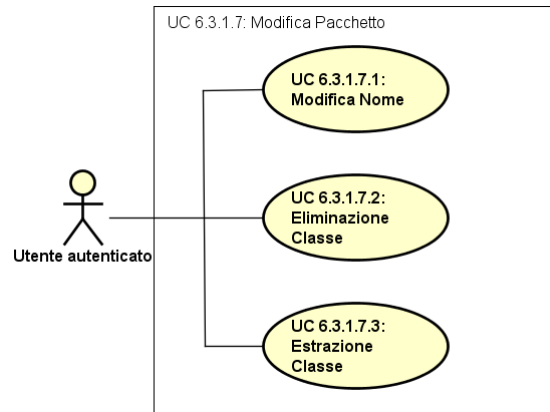 UC 6.3.1.7: Modifica Pacchetto
UC 6.3.1.7.1:
Modifica Nome
UC 6.3.1.7.2:
Eliminazione
Classe
Utente autenticato
UC 6.3.1.7.3:
Estrazione
Classe